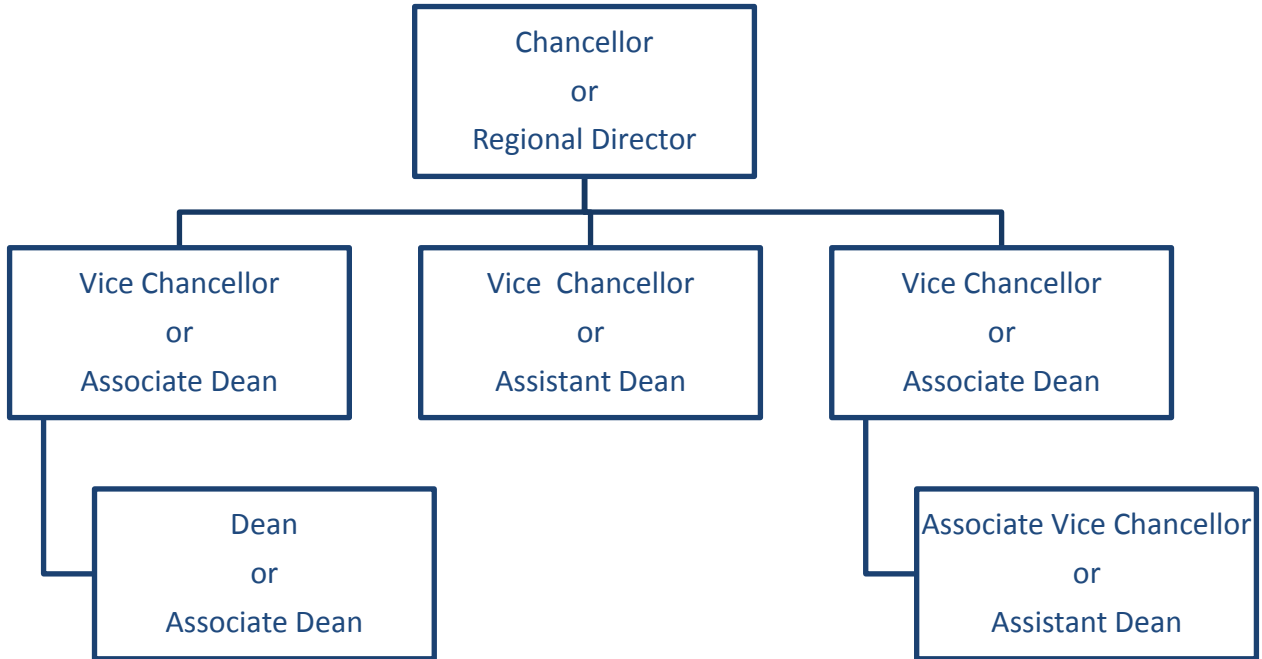 Chancellor
or
Regional Director
Vice Chancellor
or
Associate Dean
Vice  Chancellor
or
Assistant Dean
Vice Chancellor
or
Associate Dean
Dean
or
Associate Dean
Associate Vice Chancellor
or
Assistant Dean